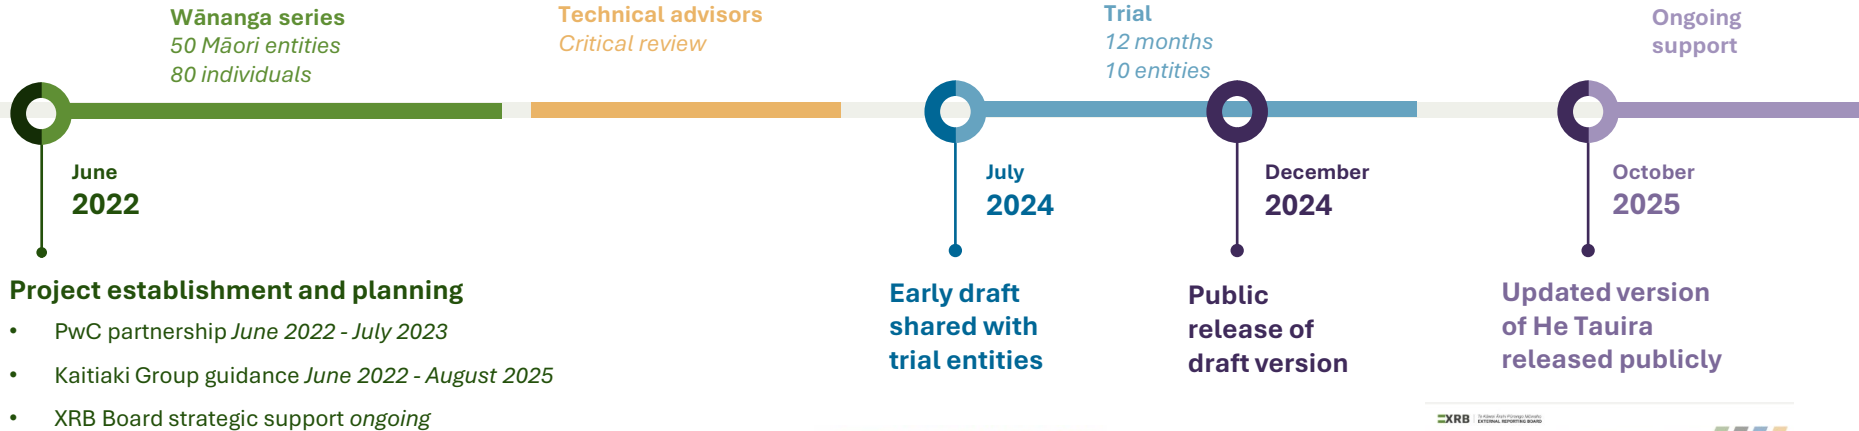 Wānanga series
50 Māori entities
80 individuals
Technical advisors
Critical review
Trial
12 months
10 entities
Ongoing
support
June
2022
July
2024
December
2024
October
2025
Project establishment and planning
• PwC partnership June 2022 - July 2023
• Kaitiaki Group guidance June 2022 - August 2025
• XRB Board strategic support ongoing
Early draft
shared with
trial entities
Public
release of
draft version
Updated version
of He Tauira
released publicly
XRB
EXTERNAL REPORTING BOARD